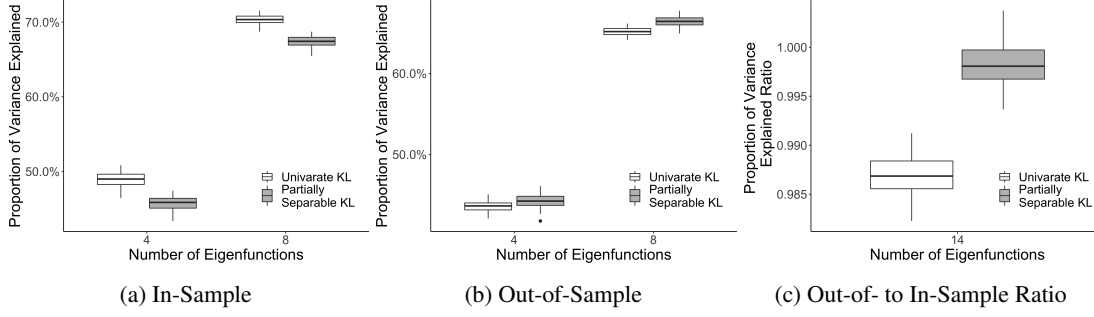 Proportion of Variance Explained
70.0%
60.0%
50.0%
4
8
Number of Eigenfunctions
Univarate KL
Partially
Separable KL
(a) In-Sample
Proportion of Variance Explained
60.0%
50.0%
4
8
Number of Eigenfunctions
Univarate KL
Partially
Separable KL
(b) Out-of-Sample
Proportion of Variance
Explained Ratio
1.000
0.995
0.990
0.985
14
Number of Eigenfunctions
Univarate KL
Partially
Separable KL
(c) Out-of- to In-Sample Ratio